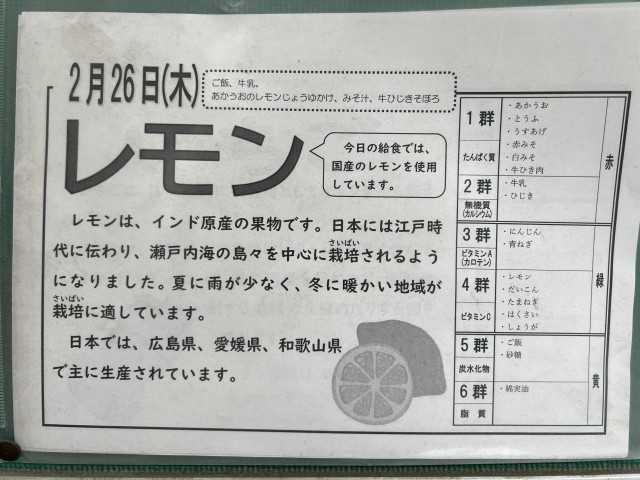 2月26日(木)
ご飯、牛乳、
あかうおのレモンじょうゆかけ、みそ汁、牛ひじきそぼろ
レモン
今日の給食では、
国産のレモンを使用
しています。
レモンは、インド原産の果物です。日本には江戸時
代に伝わり、瀬戸内海の島々を中心に栽培されるよう
さいばい
になりました。夏に雨が少なく、冬に暖かい地域が
さいばい
栽培に適しています。
日本では、広島県、愛媛県、和歌山県
で主に生産されています。
1群
たんぱく質
・あかうお
・とうふ
・うすあげ
・赤みそ
・白みそ
・牛ひき肉
2群
無機質
(カルシウム)
・牛乳
・ひじき
赤
3群
ビタミンA
(カロテン)
・にんじん
・青ねぎ
4群
ビタミンC
・レモン
・だいこん
・たまねぎ
・はくさい
・しょうが
緑
5群
炭水化物
・ご飯
・砂糖
6群
脂質
・綿実油
黄